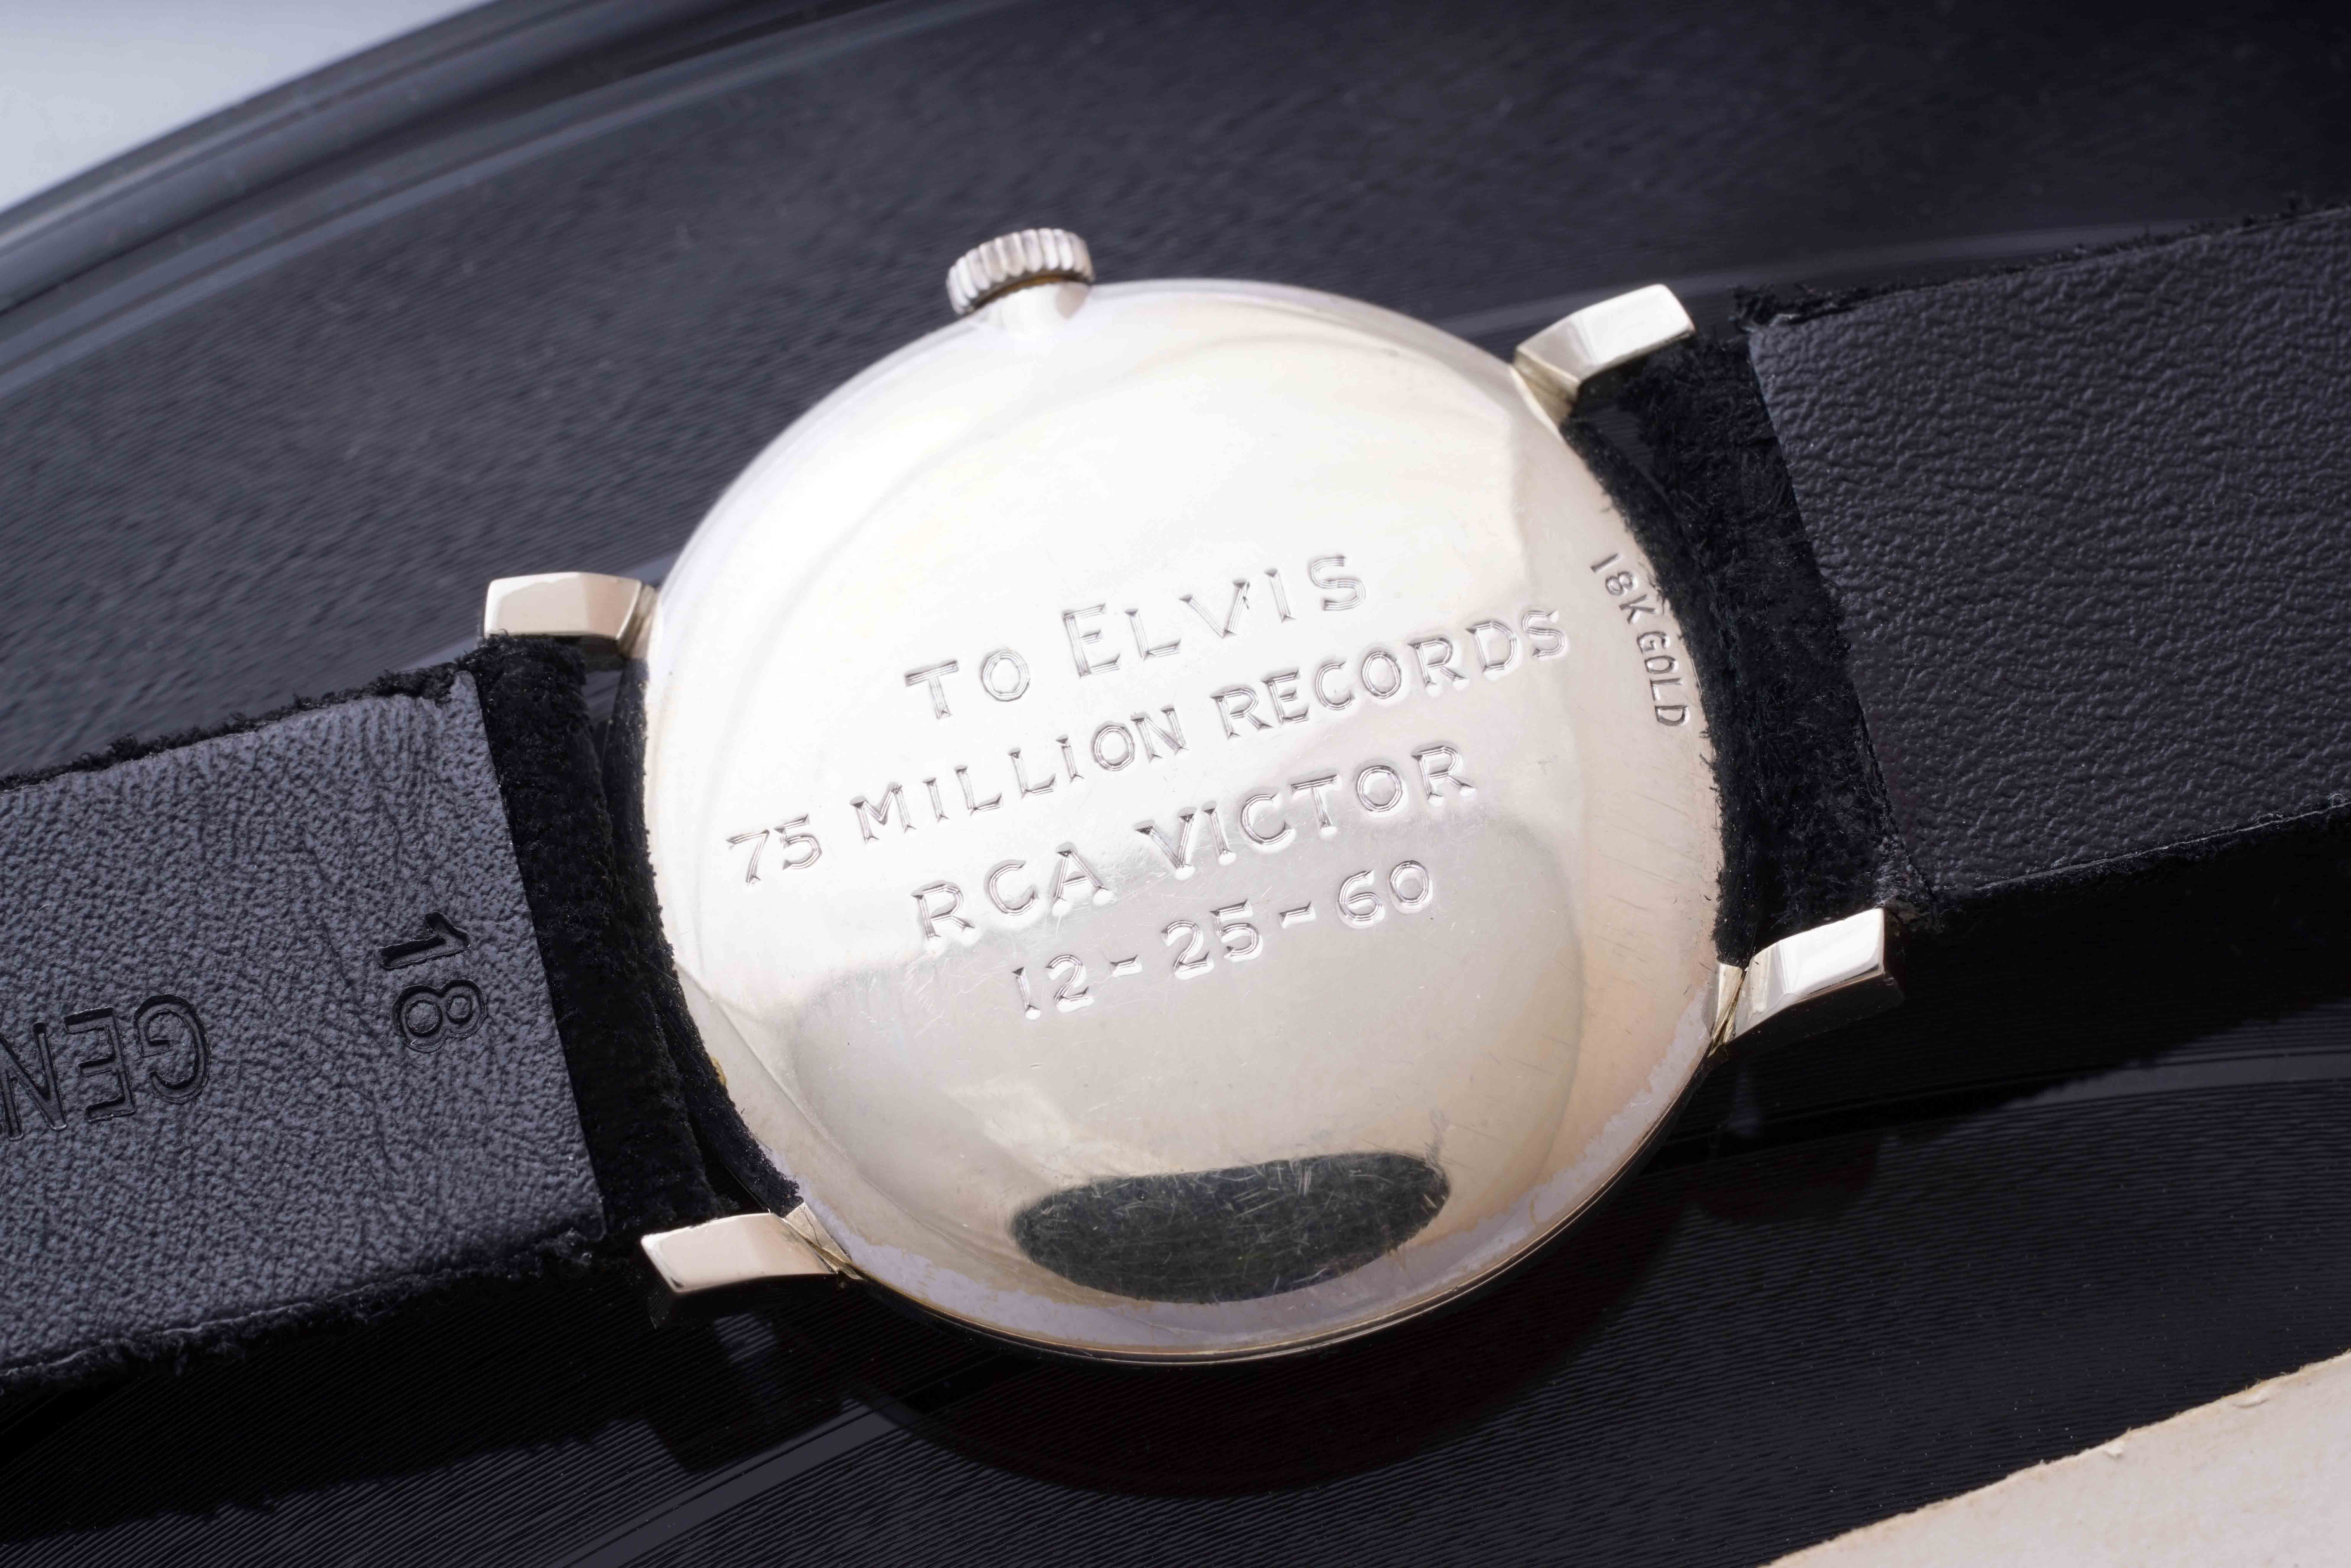 TO ELVIS
75 MILLION RECORDS
RCA VICTOR
12-25-60
18K GOLD
18